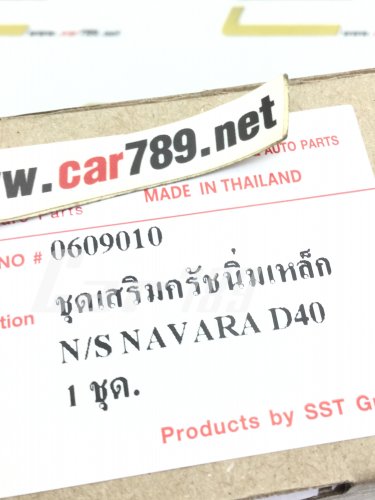 www.car789.net
AUTO PARTS
Parts
MADE IN THAILAND
NO # 0609010
ชุดเสริมครัชนิ่มเหล็ก
N/S NAVARA D40
1 ชุด.
Products by SST